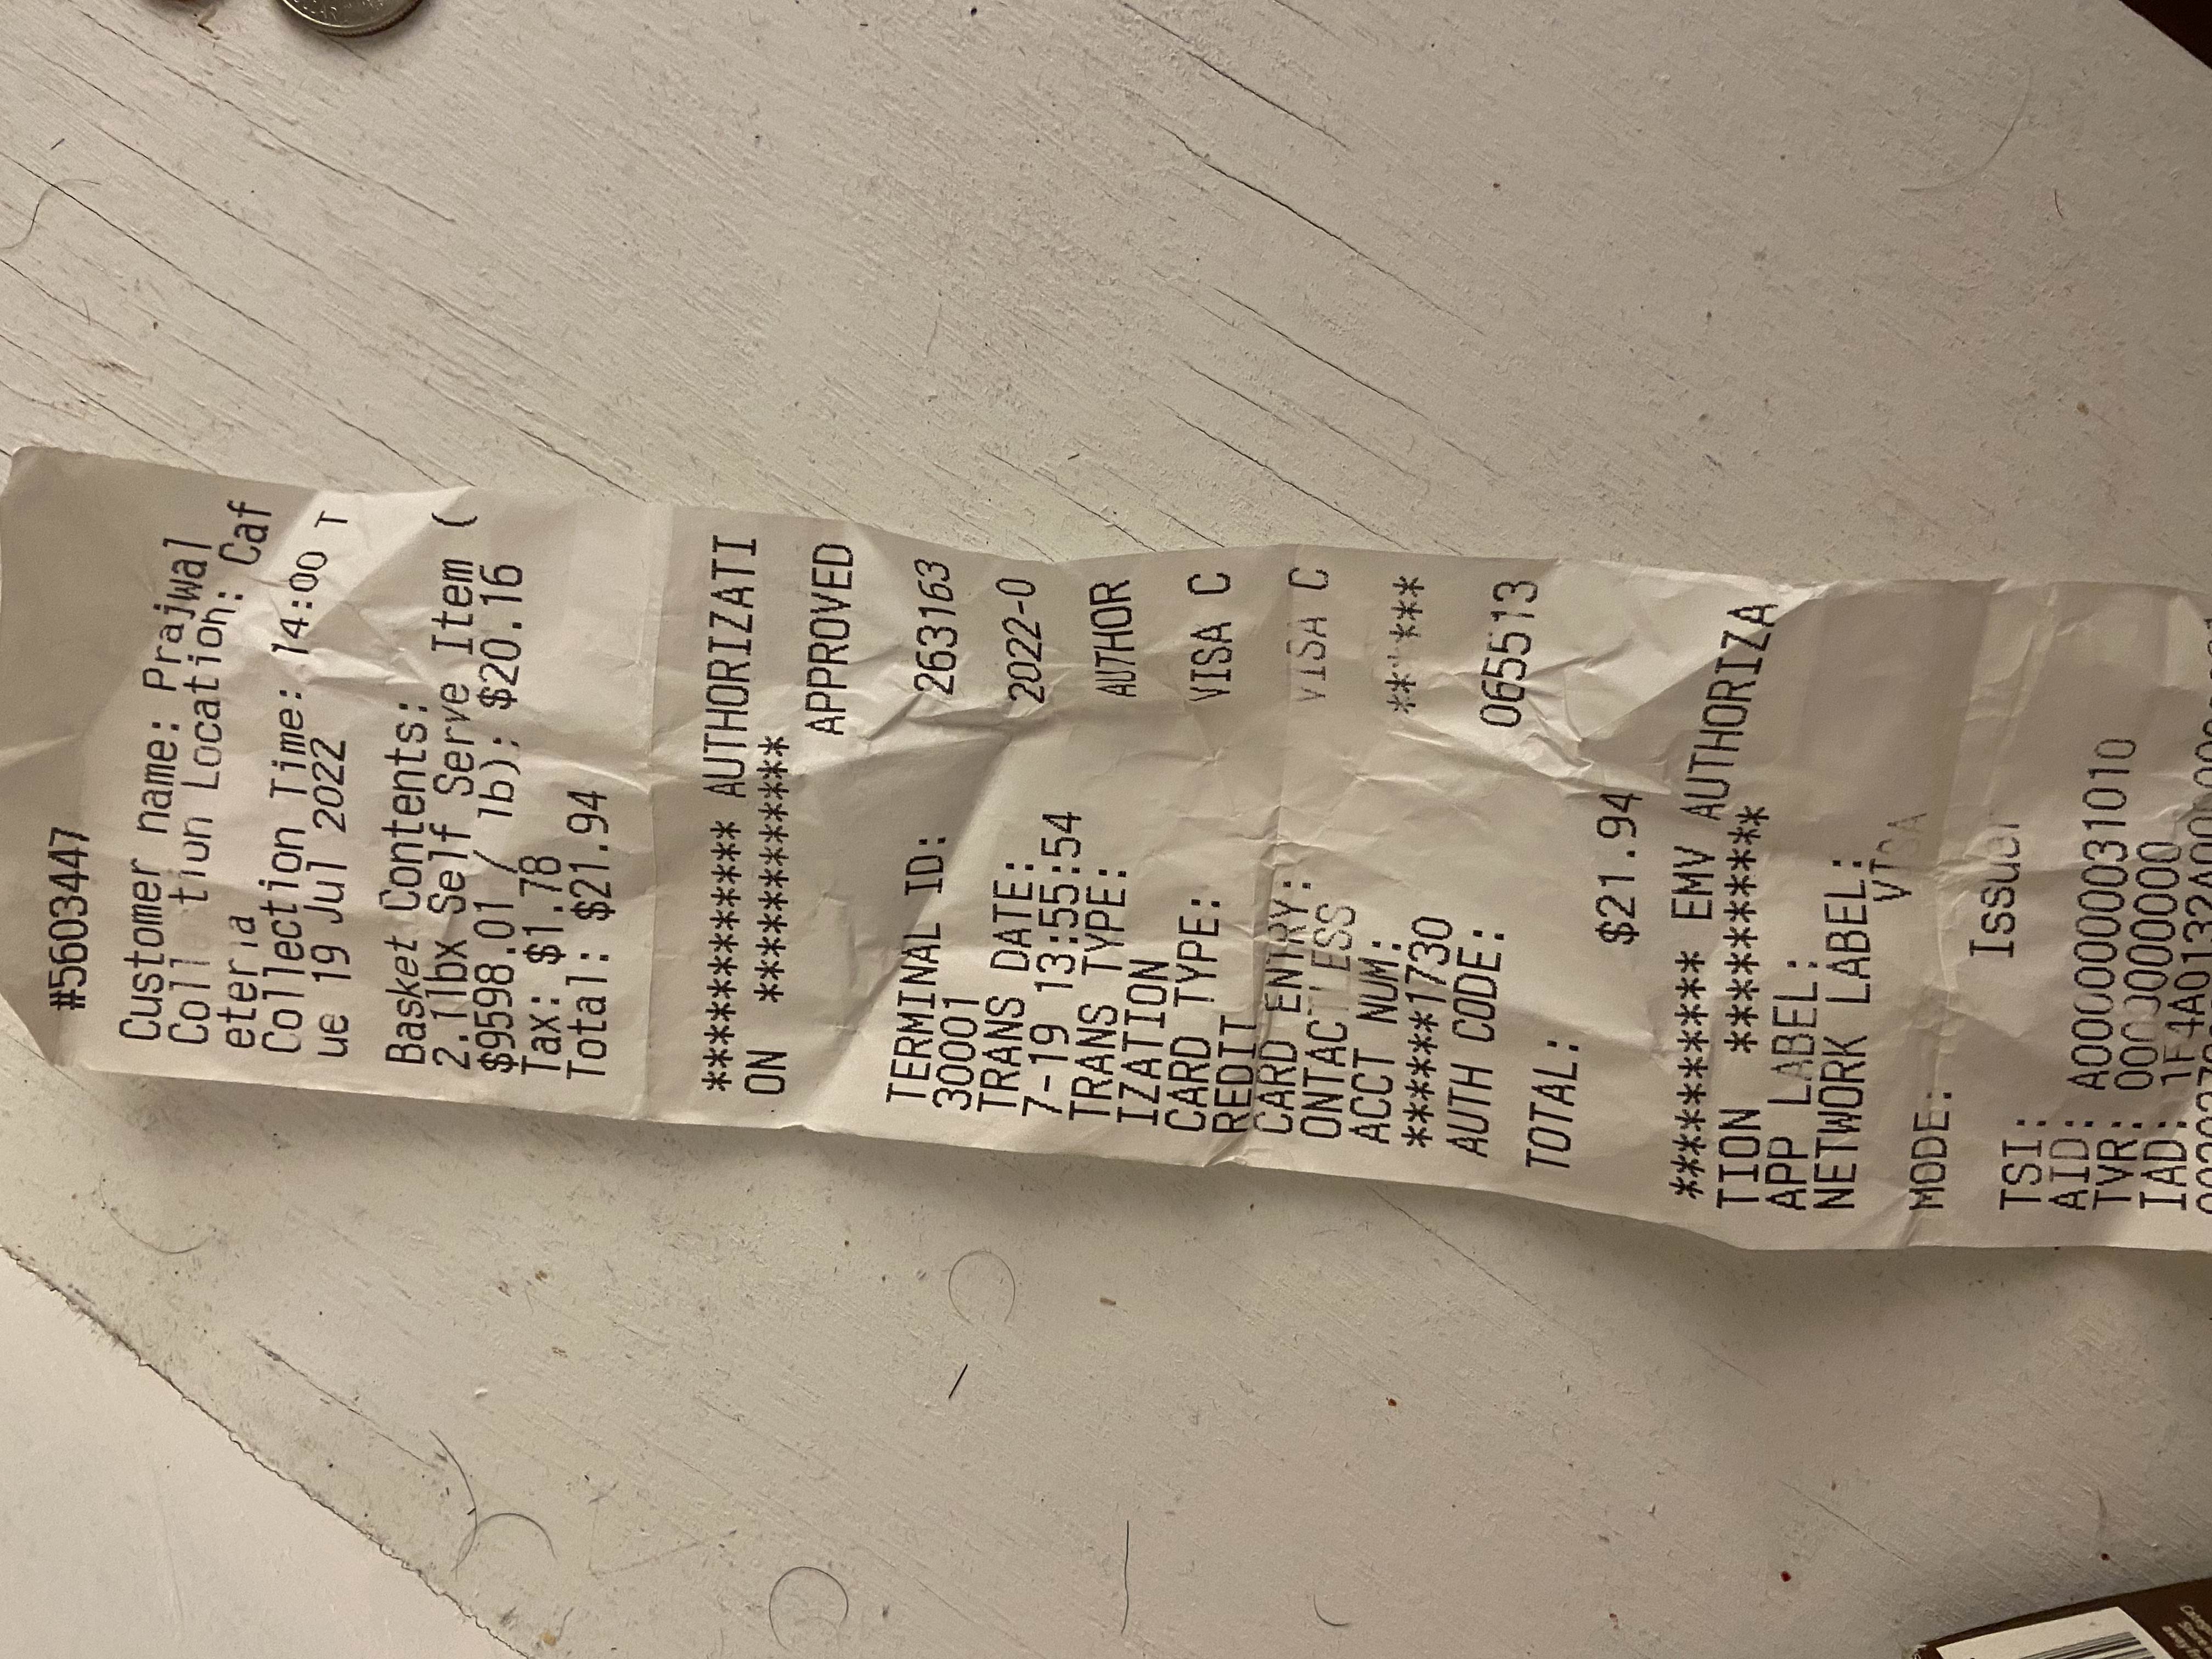 #5603447
Customer name: Prajwal
Coll tion Location: Caf
eteria
Collection Time: 14:00 T
ue 19 Jul 2022
Basket Contents:
2.1lbx Self Serve Item (
$9598.01 / lb); $20.16
Tax: $1.78
Total: $21.94
************ AUTHORIZATI
ON ************
APPROVED
TERMINAL ID: 263163
30001
TRANS DATE: 2022-0
7-19 13:55:54
TRANS TYPE: AUTHOR
IZATION
CARD TYPE: VISA C
REDIT
CARD ENTRY: VISA C
ONTACTLESS
ACCT NUM: ******
******1730
AUTH CODE: 065513
TOTAL:
$21.94
********** EMV AUTHORIZA
TION **********
APP LABEL:
NETWORK LABEL:
VISA
MODE:
Issuer
TSI:
AID: A0000000031010
TVR: 0000000000
IAD: